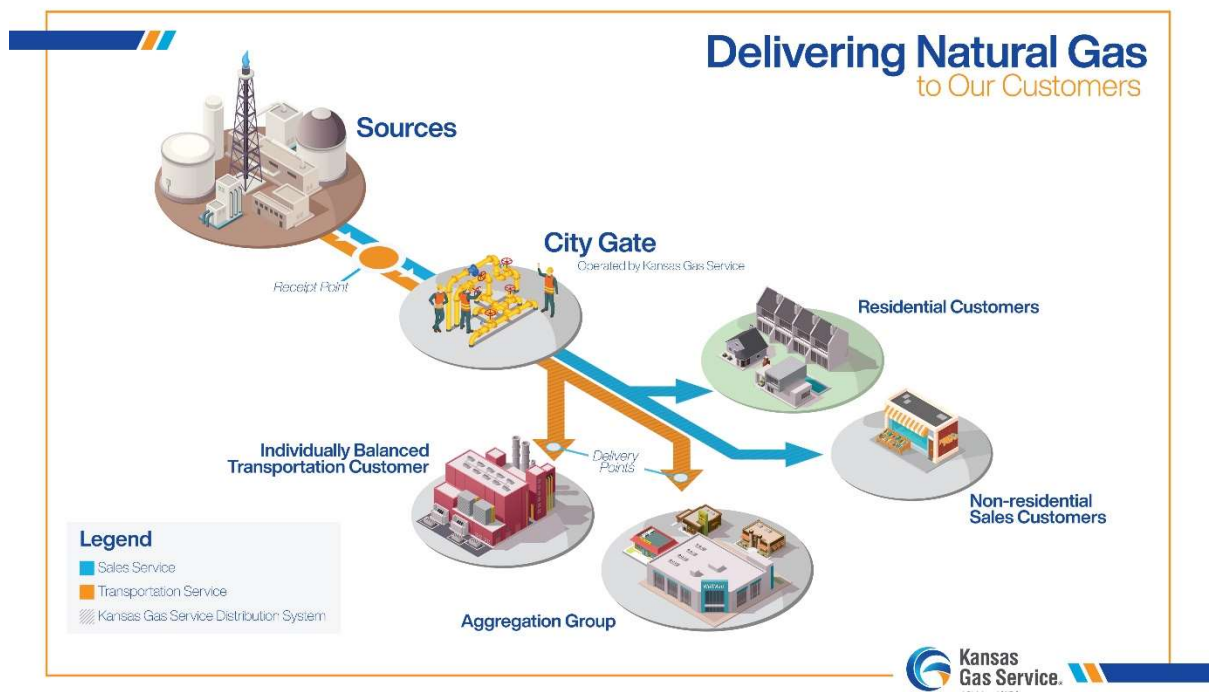 Delivering Natural Gas
to Our Customers
Sources
City Gate
Operated by Kansas Gas Service
Receipt Point
Residential Customers
Individually Balanced
Transportation Customer
Delivery
Points
Non-residential
Sales Customers
Aggregation Group
Legend
Sales Service
Transportation Service
Kansas Gas Service Distribution System
Kansas
Gas Service.